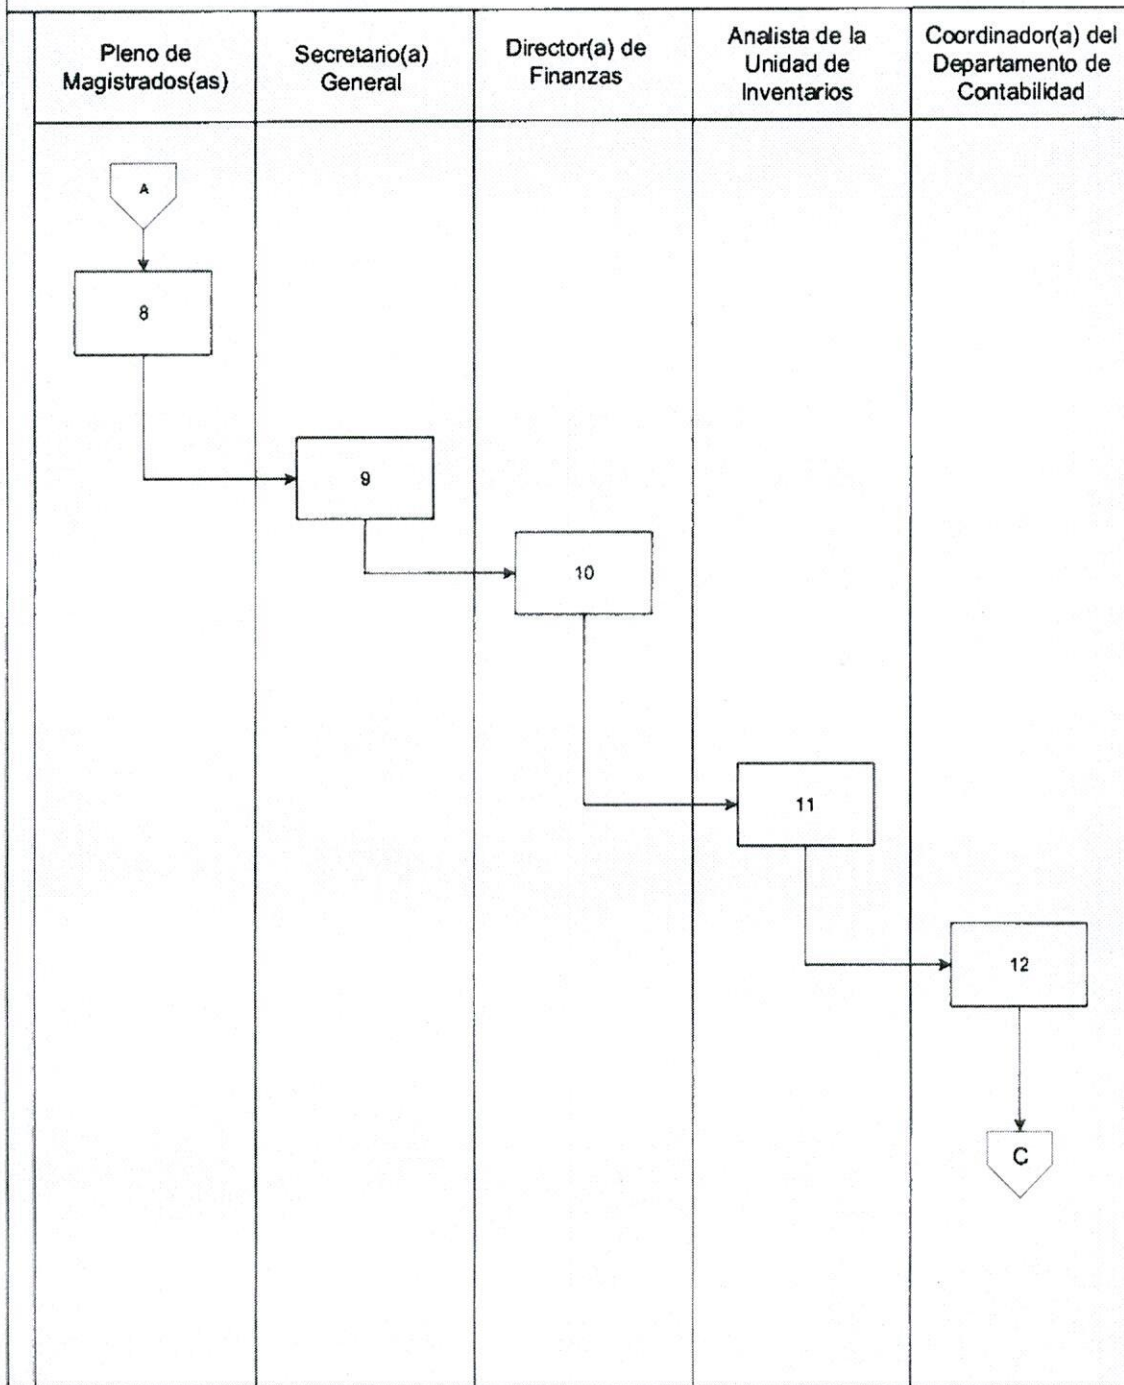 Pleno de
Magistrados(as)
Secretario(a)
General
Director(a) de
Finanzas
Analista de la
Unidad de
Inventarios
Coordinador(a) del
Departamento de
Contabilidad
A
8
9
10
11
12
C